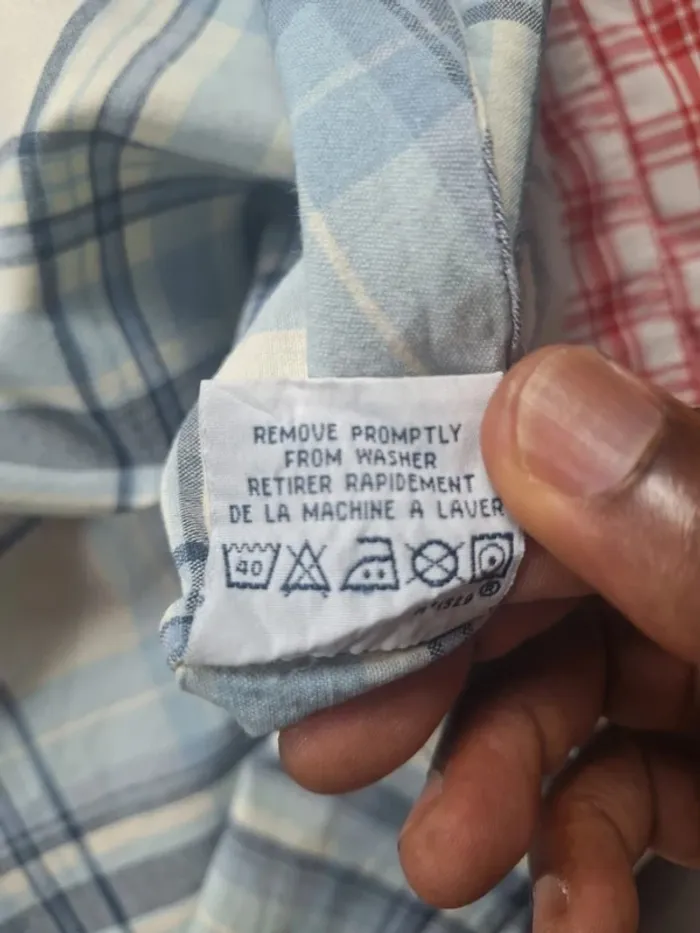 REMOVE PROMPTLY
FROM WASHER
RETIRER RAPIDEMENT
DE LA MACHINE A LAVER
40